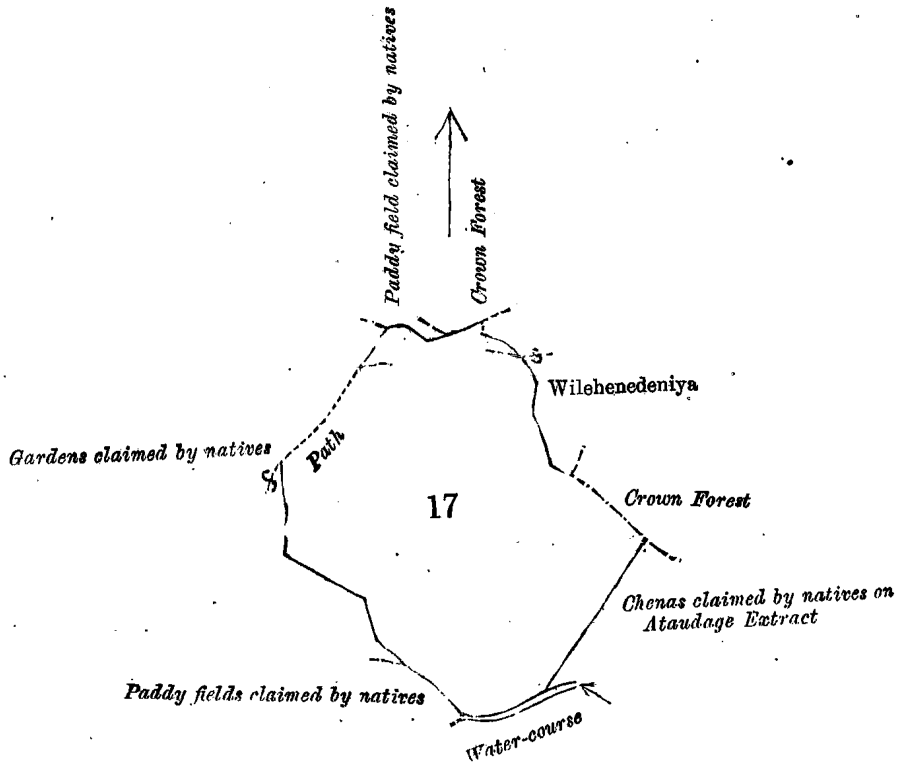 Paddy field claimed by natives
Crown Forest
Wilehenedeniya
Gardens claimed by natives
Path
17
Crown Forest
Chenas claimed by natives on
Ataudage Extract
Paddy fields claimed by natives
Water-course